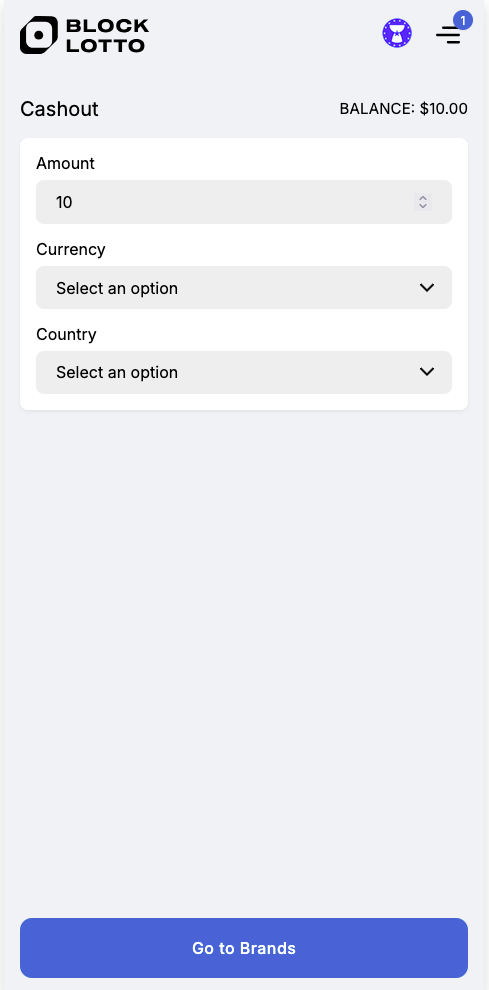 BLOCK
LOTTO
1
Cashout
BALANCE: $10.00
Amount
10
Currency
Select an option
Country
Select an option
Go to Brands